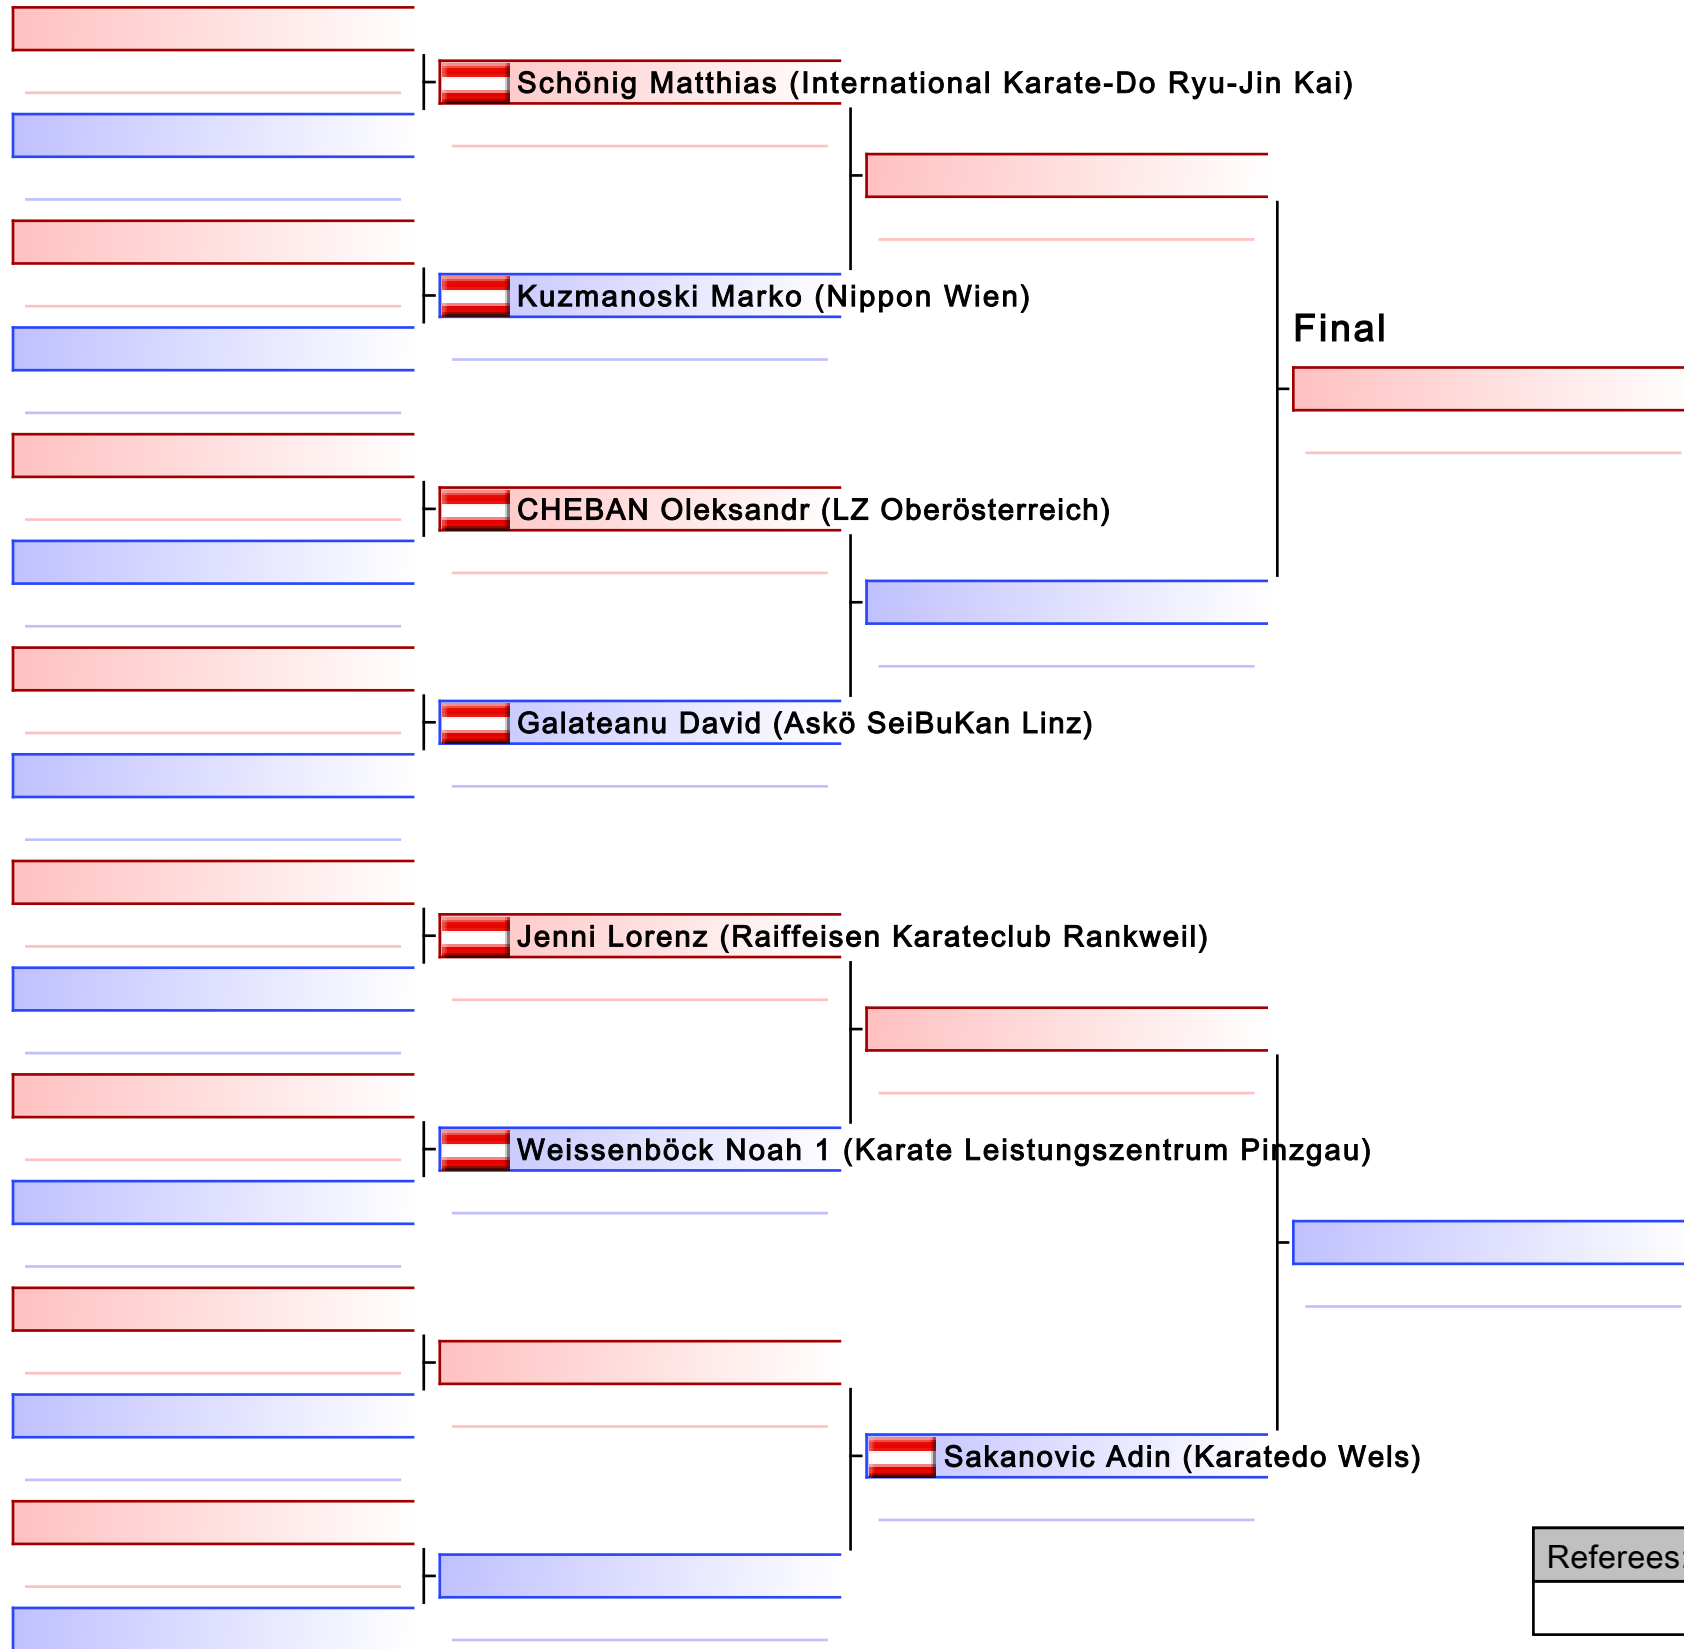 Schönig Matthias (International Karate-Do Ryu-Jin Kai)
Kuzmanoski Marko (Nippon Wien)
Final
CHEBAN Oleksandr (LZ Oberösterreich)
Galateanu David (Askö SeiBuKan Linz)
Jenni Lorenz (Raiffeisen Karateclub Rankweil)
Weissenböck Noah 1 (Karate Leistungszentrum Pinzgau)
Sakanovic Adin (Karatedo Wels)
Referees: